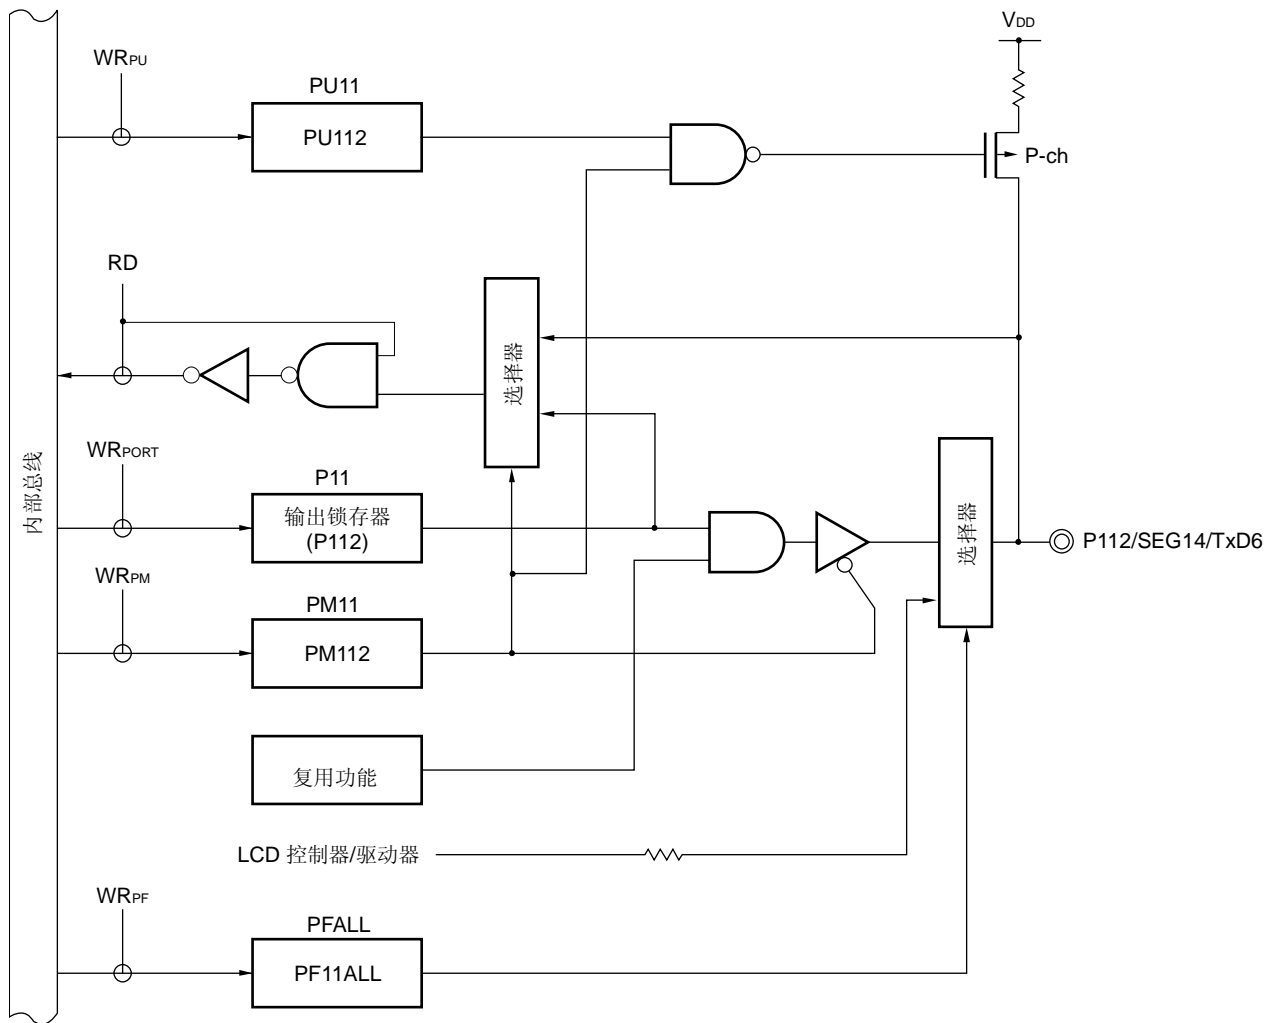 VDD
WRPU
PU11
PU112
P-ch
RD
选择器
WRPORT
P11
输出锁存器
(P112)
内部总线
选择器
P112/SEG14/TxD6
WRPM
PM11
PM112
复用功能
LCD 控制器/驱动器
WRPF
PFALL
PF11ALL